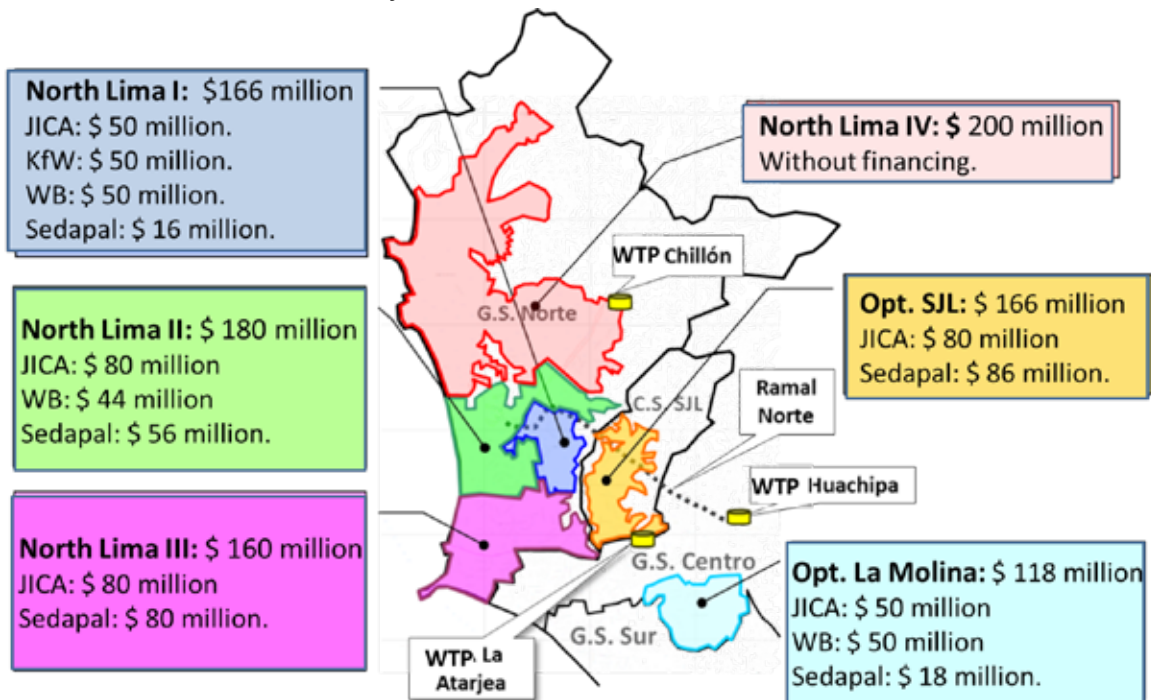 North Lima I: $166 million
JICA: $ 50 million.
KfW: $ 50 million.
WB: $ 50 million.
Sedapal: $ 16 million.
North Lima IV: $ 200 million
Without financing.
WTP Chillón
G.S. Norte
North Lima II: $ 180 million
JICA: $ 80 million
WB: $ 44 million
Sedapal: $ 56 million.
Opt. SJL: $ 166 million
JICA: $ 80 million
Sedapal: $ 86 million.
C.S. SJL
Ramal
Norte
WTP Huachipa
North Lima III: $ 160 million
JICA: $ 80 million
Sedapal: $ 80 million.
G.S. Centro
G.S. Sur
WTP. La
Atarjea
Opt. La Molina: $ 118 million
JICA: $ 50 million
WB: $ 50 million
Sedapal: $ 18 million.